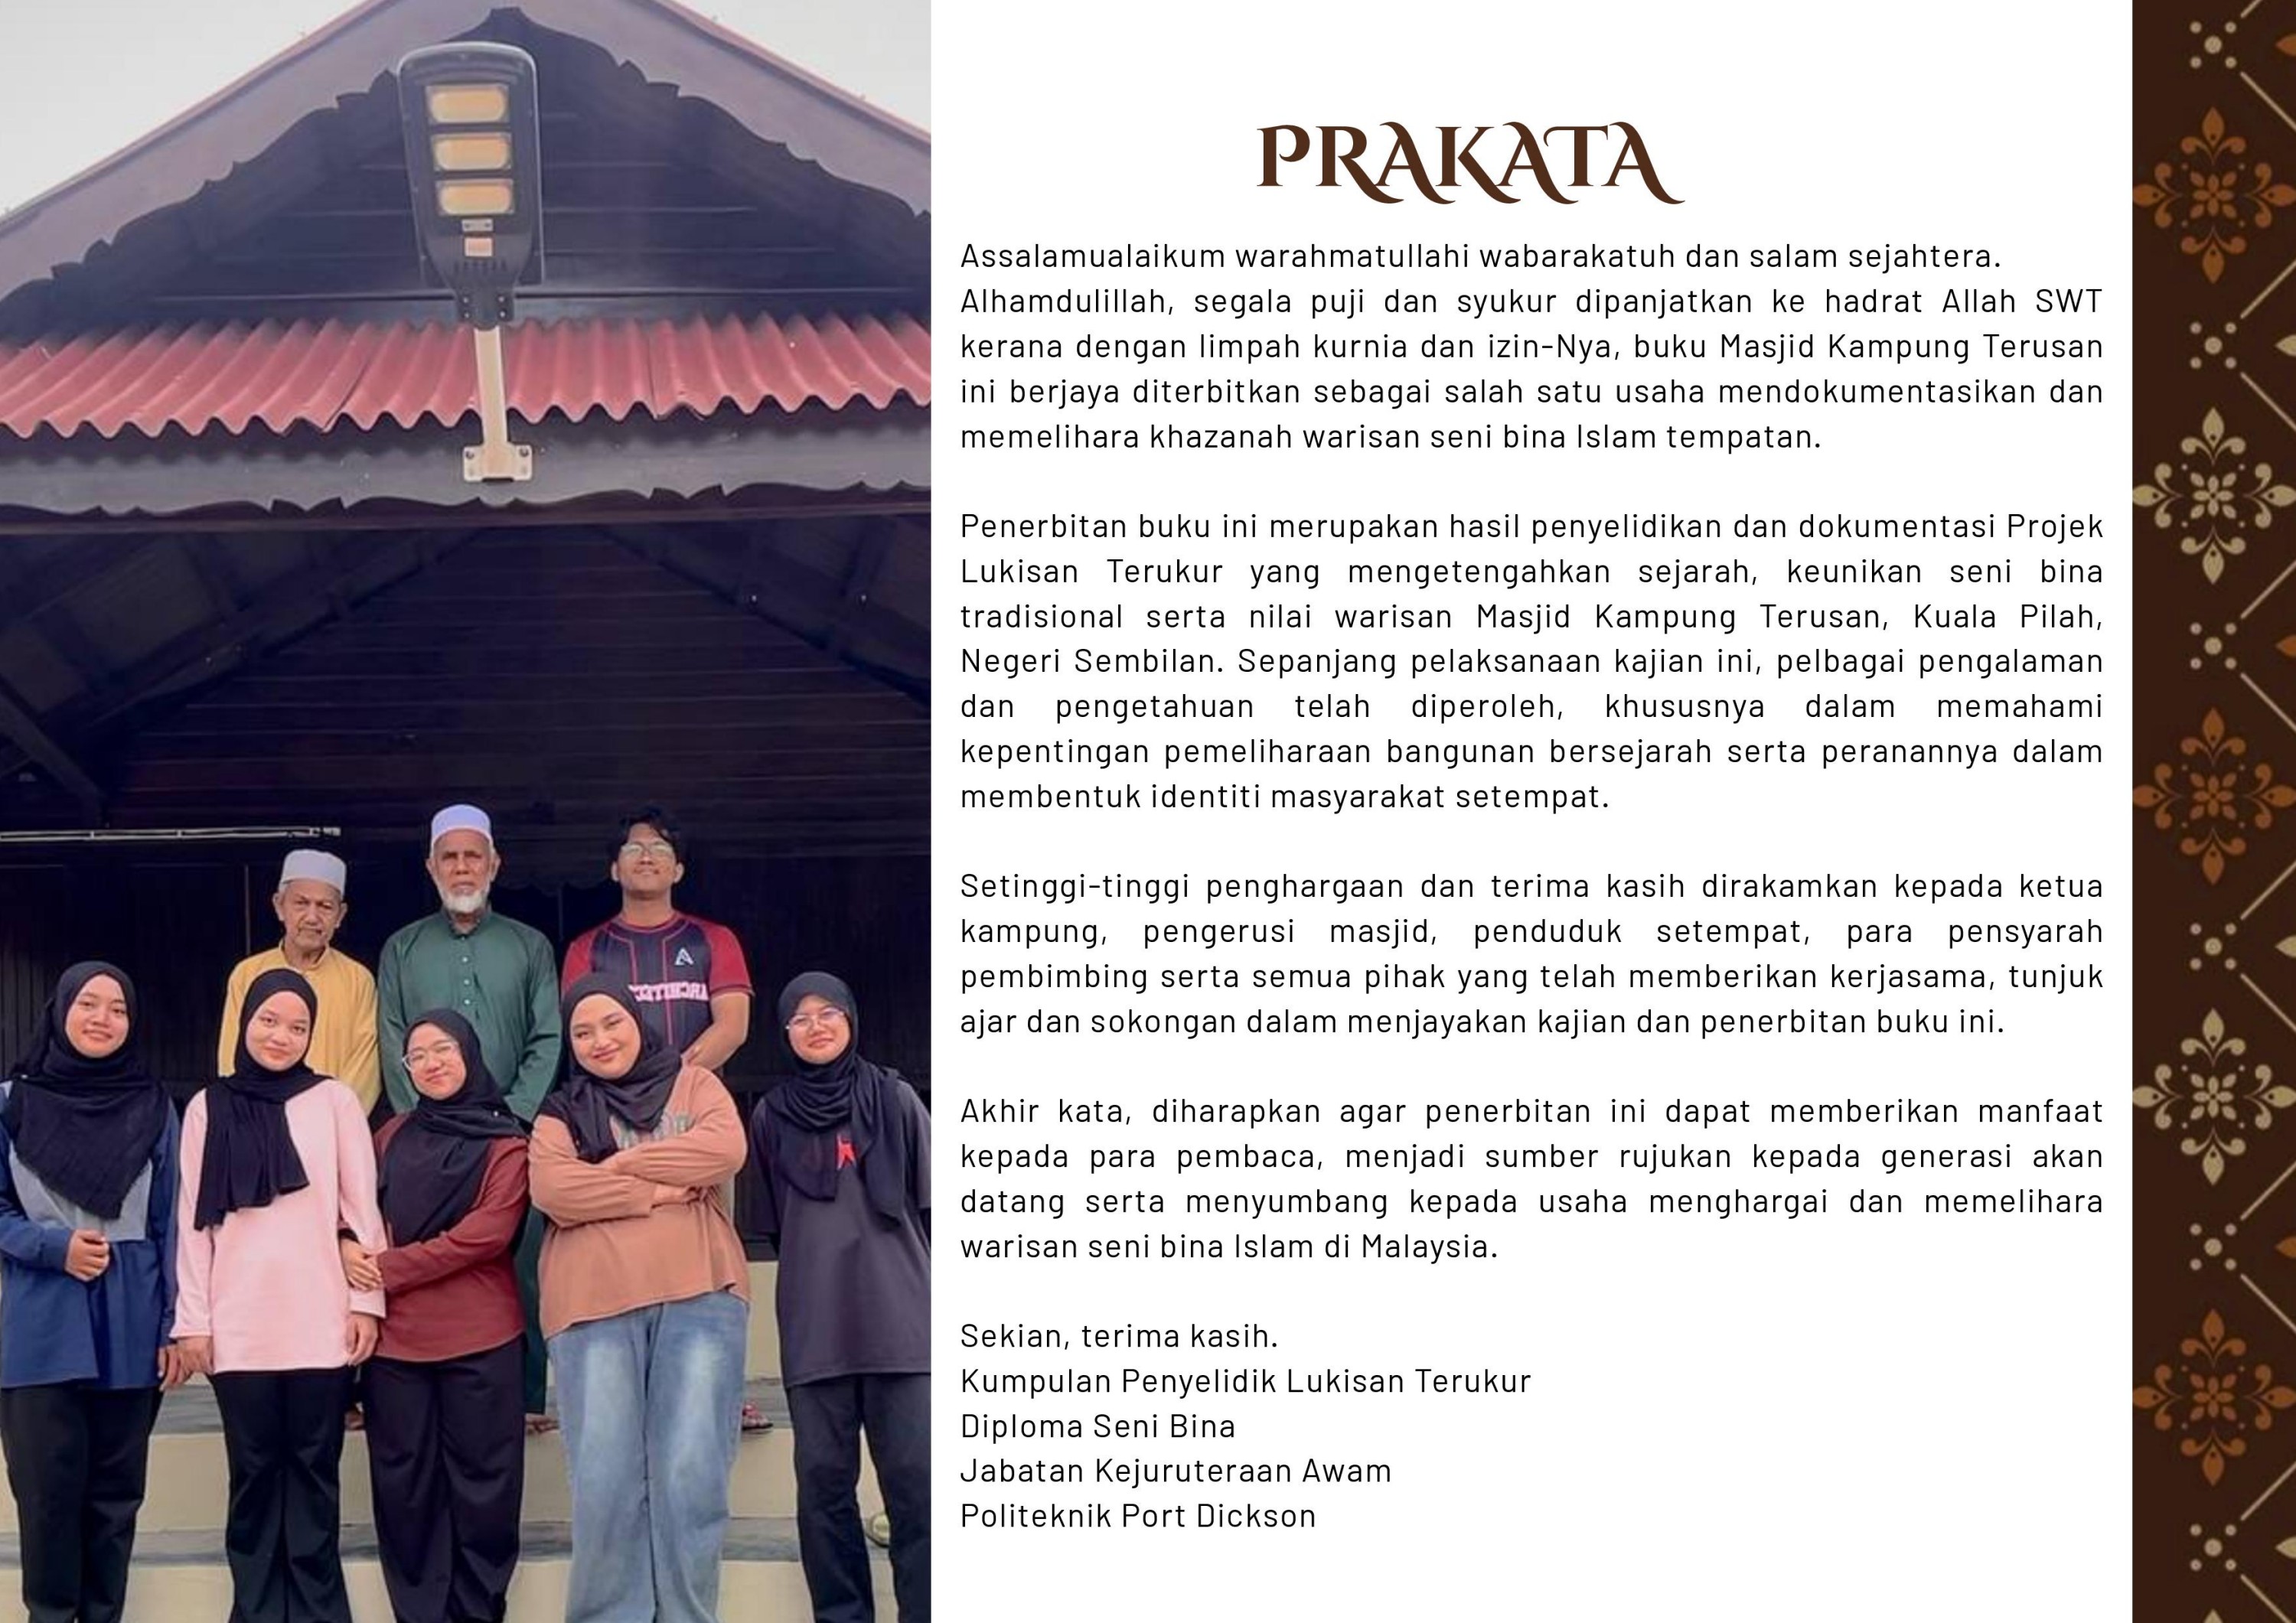 PRAKATA
Assalamualaikum warahmatullahi wabarakatuh dan salam sejahtera.
Alhamdulillah, segala puji dan syukur dipanjatkan ke hadrat Allah SWT
kerana dengan limpah kurnia dan izin-Nya, buku Masjid Kampung Terusan
ini berjaya diterbitkan sebagai salah satu usaha mendokumentasikan dan
memelihara khazanah warisan seni bina Islam tempatan.
Penerbitan buku ini merupakan hasil penyelidikan dan dokumentasi Projek
Lukisan Terukur yang mengetengahkan sejarah, keunikan seni bina
tradisional serta nilai warisan Masjid Kampung Terusan, Kuala Pilah,
Negeri Sembilan. Sepanjang pelaksanaan kajian ini, pelbagai pengalaman
dan pengetahuan telah diperoleh, khususnya dalam memahami
kepentingan pemeliharaan bangunan bersejarah serta peranannya dalam
membentuk identiti masyarakat setempat.
Setinggi-tinggi penghargaan dan terima kasih dirakamkan kepada ketua
kampung, pengerusi masjid, penduduk setempat, para pensyarah
pembimbing serta semua pihak yang telah memberikan kerjasama, tunjuk
ajar dan sokongan dalam menjayakan kajian dan penerbitan buku ini.
Akhir kata, diharapkan agar penerbitan ini dapat memberikan manfaat
kepada para pembaca, menjadi sumber rujukan kepada generasi akan
datang serta menyumbang kepada usaha menghargai dan memelihara
warisan seni bina Islam di Malaysia.
Sekian, terima kasih.
Kumpulan Penyelidik Lukisan Terukur
Diploma Seni Bina
Jabatan Kejuruteraan Awam
Politeknik Port Dickson